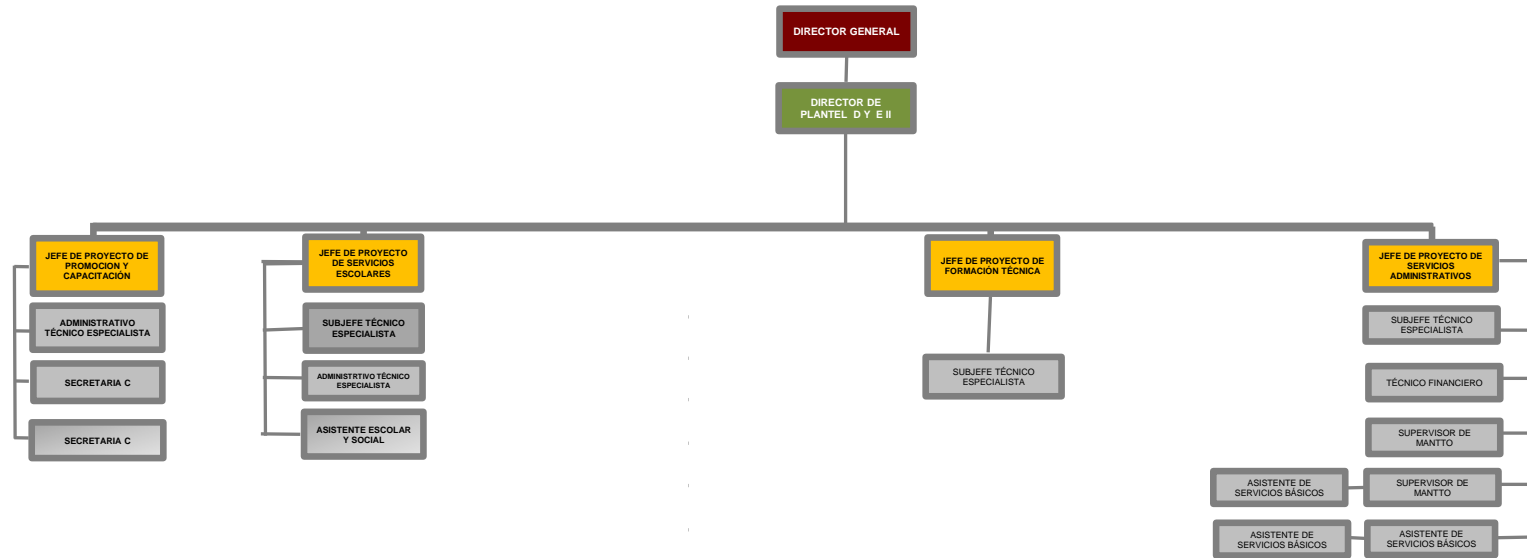 DIRECTOR GENERAL
DIRECTOR DE
PLANTEL D Y E II
JEFE DE PROYECTO DE
PROMOCION Y
CAPACITACIÓN
ADMINISTRATIVO
TÉCNICO ESPECIALISTA
SECRETARIA C
SECRETARIA C
JEFE DE PROYECTO
DE SERVICIOS
ESCOLARES
SUBJEFE TÉCNICO
ESPECIALISTA
ADMINISTRTIVO TÉCNICO
ESPECIALISTA
ASISTENTE ESCOLAR
Y SOCIAL
JEFE DE PROYECTO DE
FORMACIÓN TÉCNICA
SUBJEFE TÉCNICO
ESPECIALISTA
JEFE DE PROYECTO DE
SERVICIOS
ADMINISTRATIVOS
SUBJEFE TÉCNICO
ESPECIALISTA
TÉCNICO FINANCIERO
SUPERVISOR DE
MANTTO
ASISTENTE DE
SERVICIOS BÁSICOS
SUPERVISOR DE
MANTTO
ASISTENTE DE
SERVICIOS BÁSICOS
ASISTENTE DE
SERVICIOS BÁSICOS